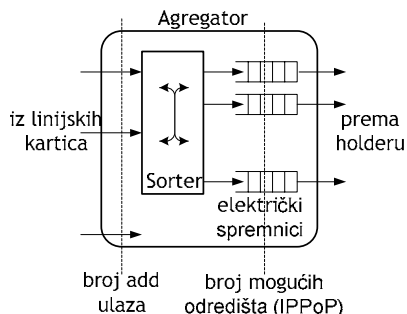 Agregator
iz linijskih
kartica
prema
holderu
Sorter
električki
spremnici
broj add
ulaza
broj mogućih
odredišta (IPPoP)